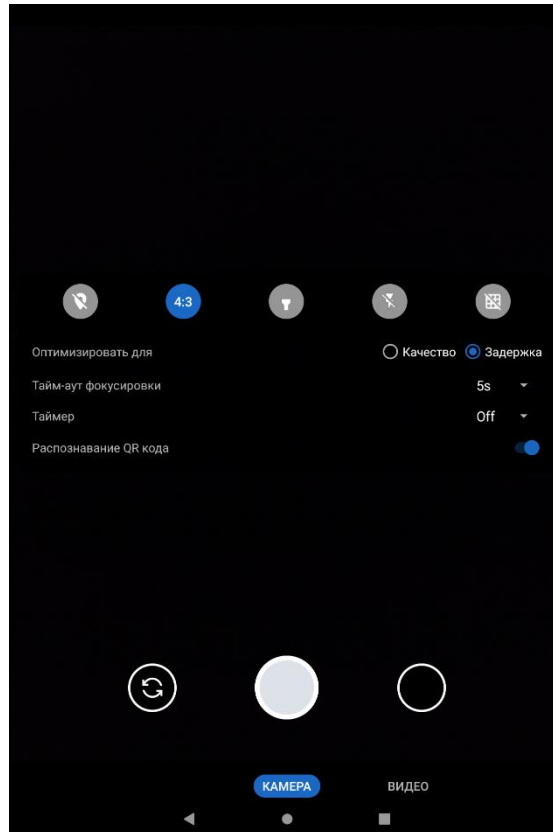 4:3
Оптимизировать для Качество Задержка
Тайм-аут фокусировки 5s
Таймер Off
Распознавание QR кода
КАМЕРА ВИДЕО